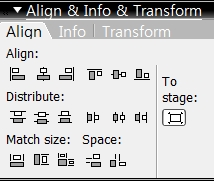 Align & Info & Transform
Align Info Transform
Align:
To stage:
Distribute:
Match size: Space: